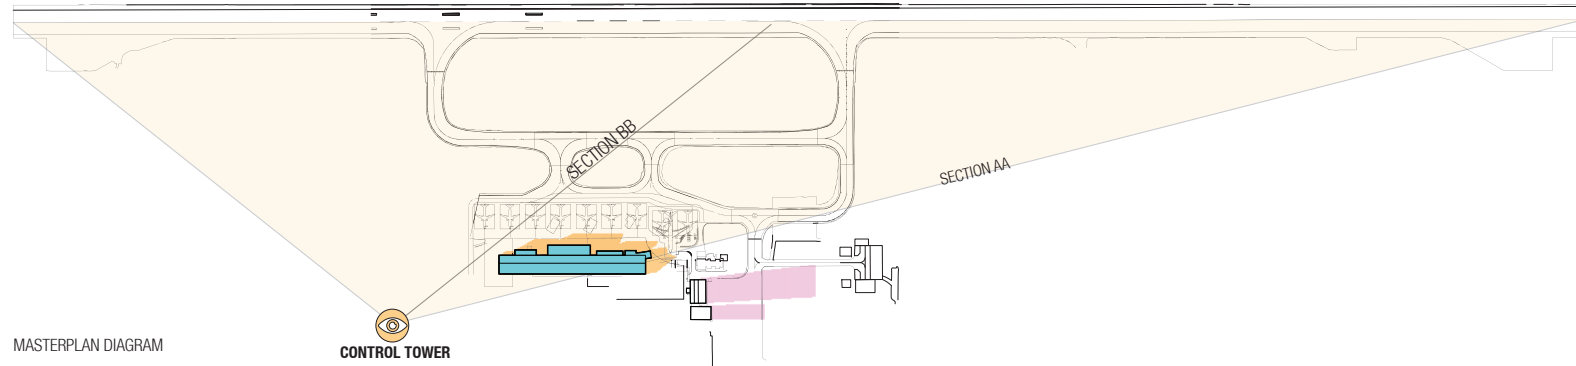 SECTION BB
SECTION AA
MASTERPLAN DIAGRAM
CONTROL TOWER